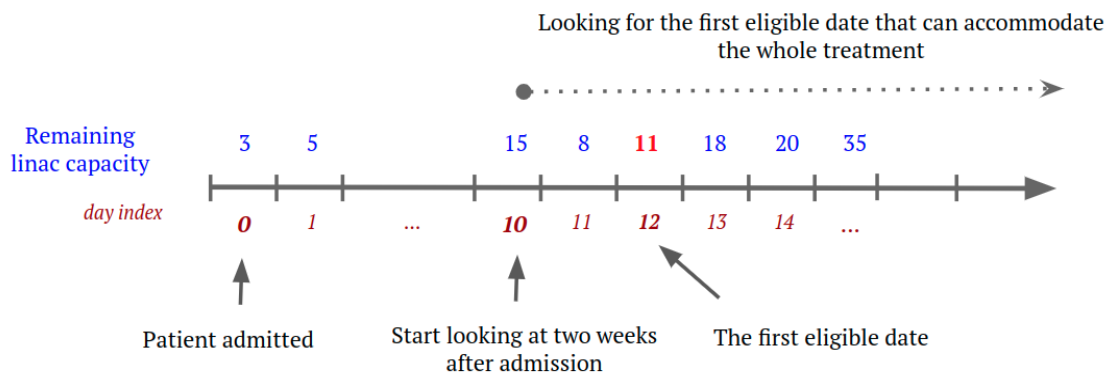 Looking for the first eligible date that can accommodate
the whole treatment
Remaining
linac capacity
3 5 15 8 11 18 20 35
day index
0 1 ... 10 11 12 13 14 ...
Patient admitted
Start looking at two weeks
after admission
The first eligible date